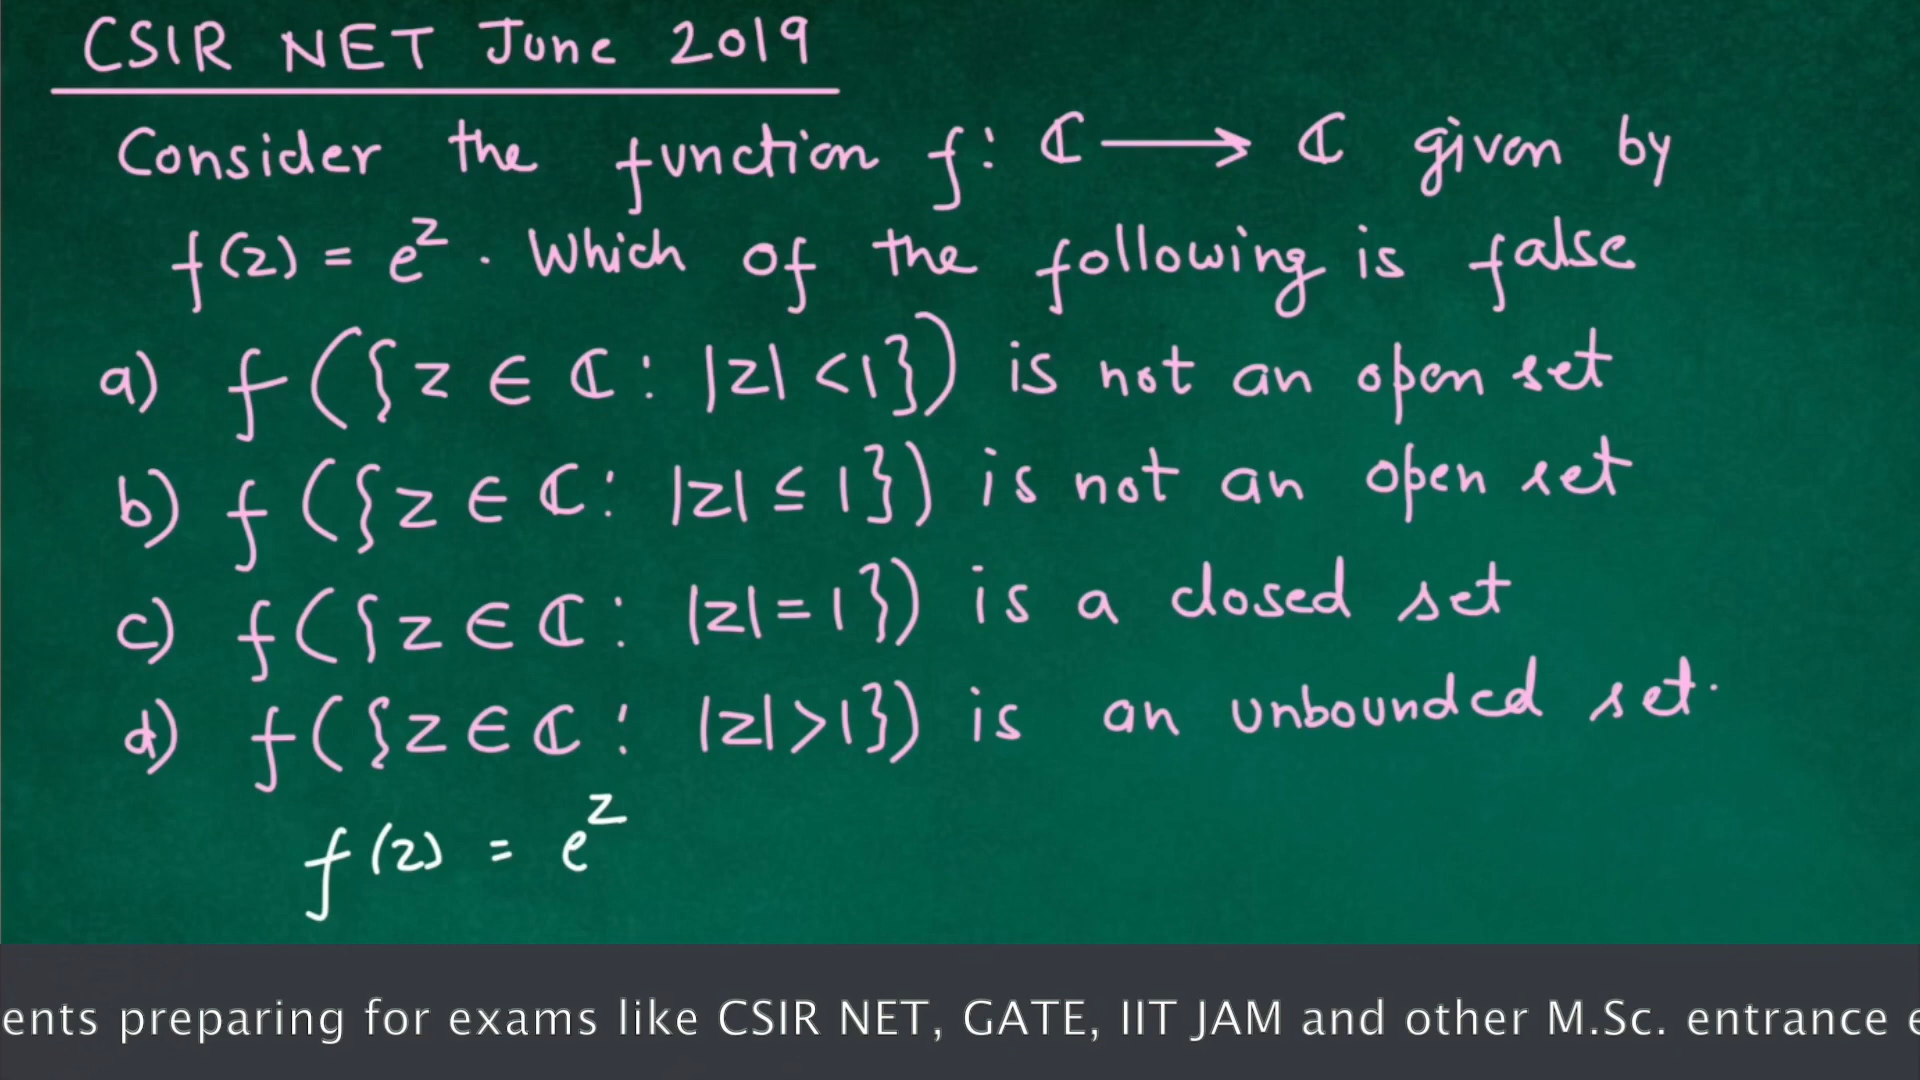 CSIR NET June 2019
Consider the function f: ℂ ⟶ ℂ given by
f(z) = e^z. Which of the following is false
a) f({z ∈ ℂ: |z| < 1}) is not an open set
b) f({z ∈ ℂ: |z| ≤ 1}) is not an open set
c) f({z ∈ ℂ: |z| = 1}) is a closed set
d) f({z ∈ ℂ: |z| > 1}) is an unbounded set.
f(z) = e^z
ents preparing for exams like CSIR NET, GATE, IIT JAM and other M.Sc. entrance e